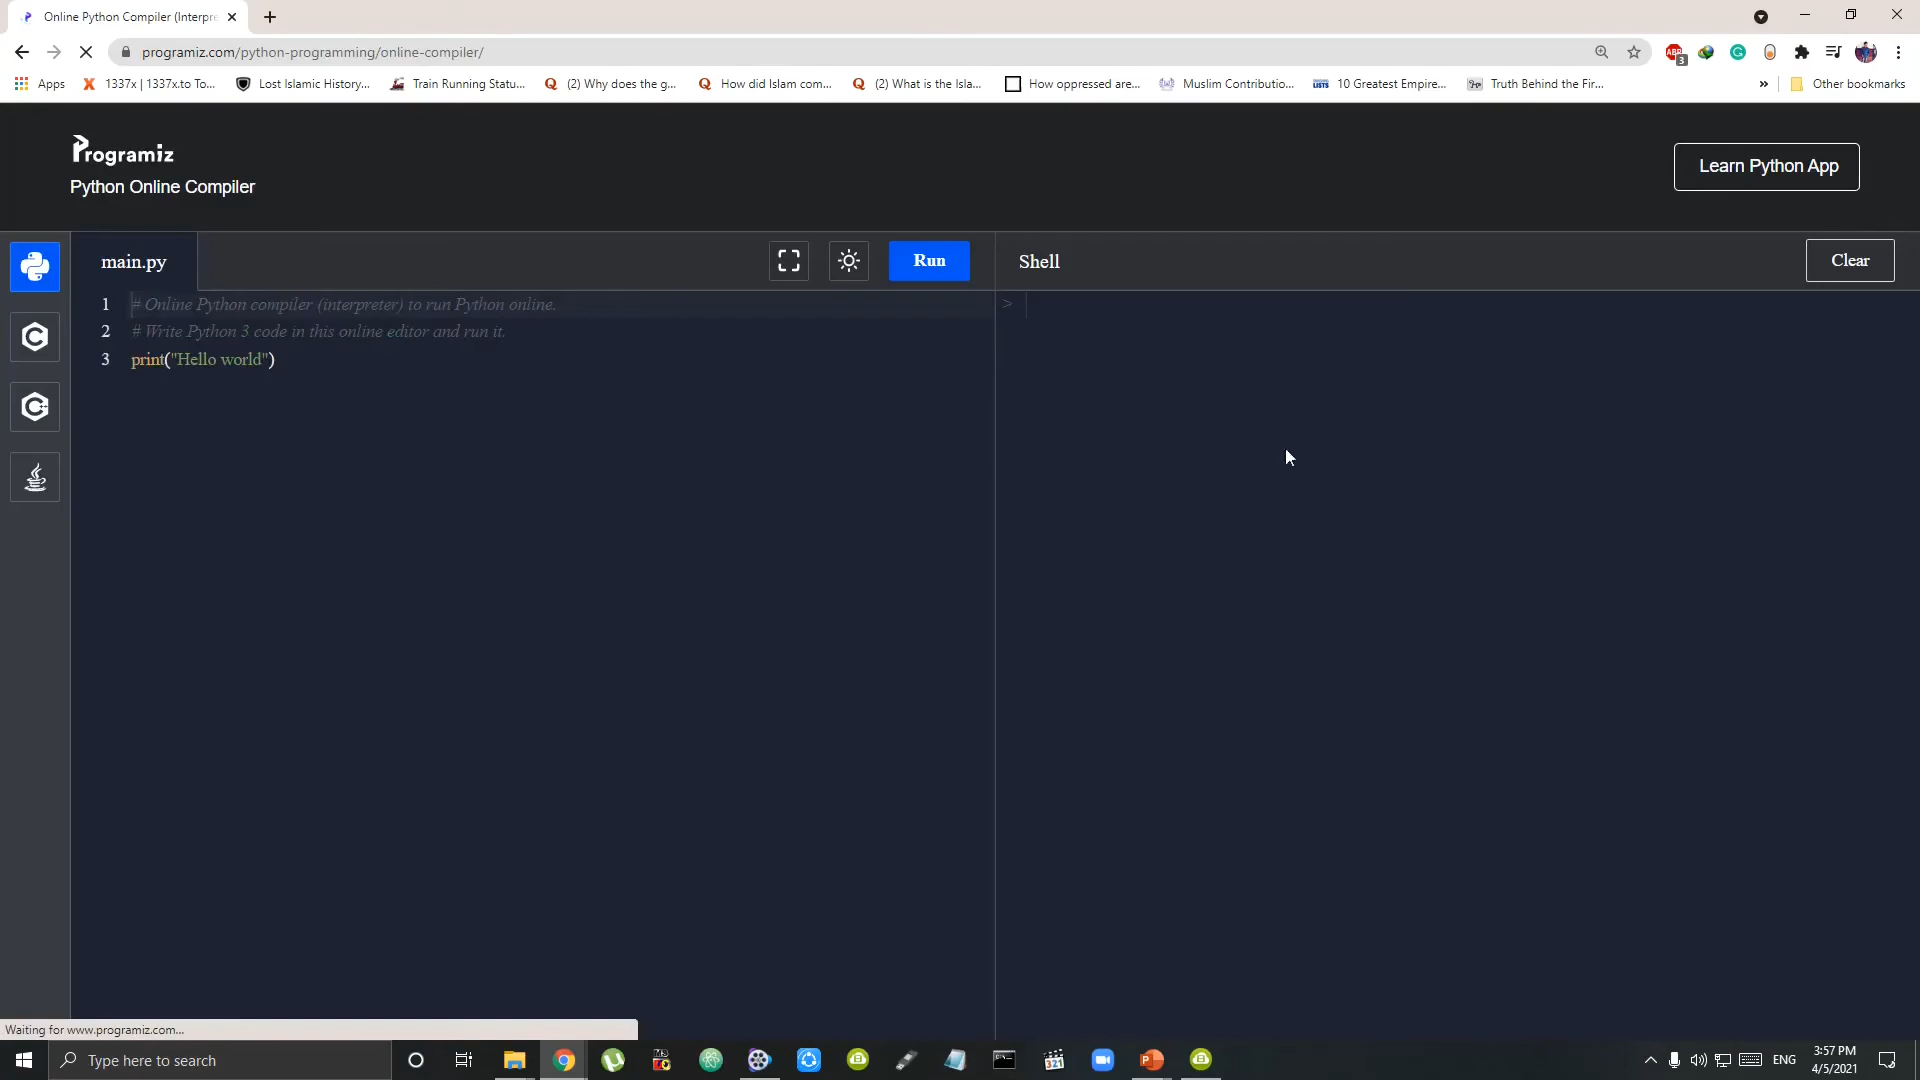 Online Python Compiler (Interpre
programiz.com/python-programming/online-compiler/
ABP
3
Apps
1337x | 1337x.to To...
Lost Islamic History...
Train Running Statu...
(2) Why does the g...
How did Islam com...
(2) What is the Isla...
How oppressed are...
Muslim Contributio...
LISTS
10 Greatest Empire...
Truth Behind the Fir...
»
Other bookmarks
Programiz
Python Online Compiler
Learn Python App
main.py
Run
Shell
Clear
1 # Online Python compiler (interpreter) to run Python online.
2 # Write Python 3 code in this online editor and run it.
3 print("Hello world")
>
Waiting for www.programiz.com...
Type here to search
321
ENG
3:57 PM
4/5/2021